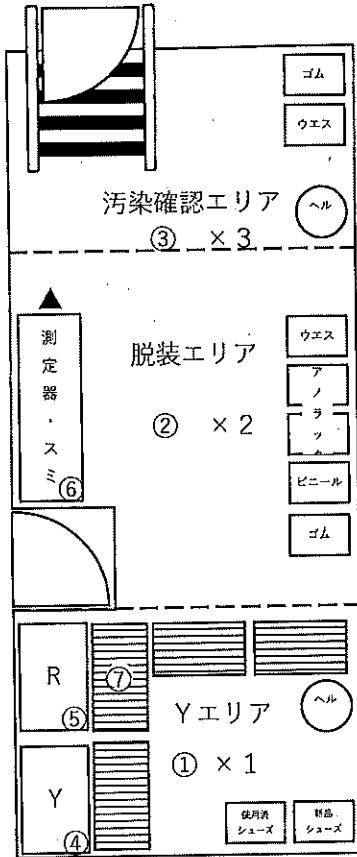 ゴム
ウエス
汚染確認エリア
ヘル
③ ×3
測定器・スミ
⑥
脱装エリア
② ×2
ウエス
アノラック
ビニール
ゴム
R
⑤
⑦
Yエリア
ヘル
① ×1
Y
④
使用済
シューズ
新品
シューズ